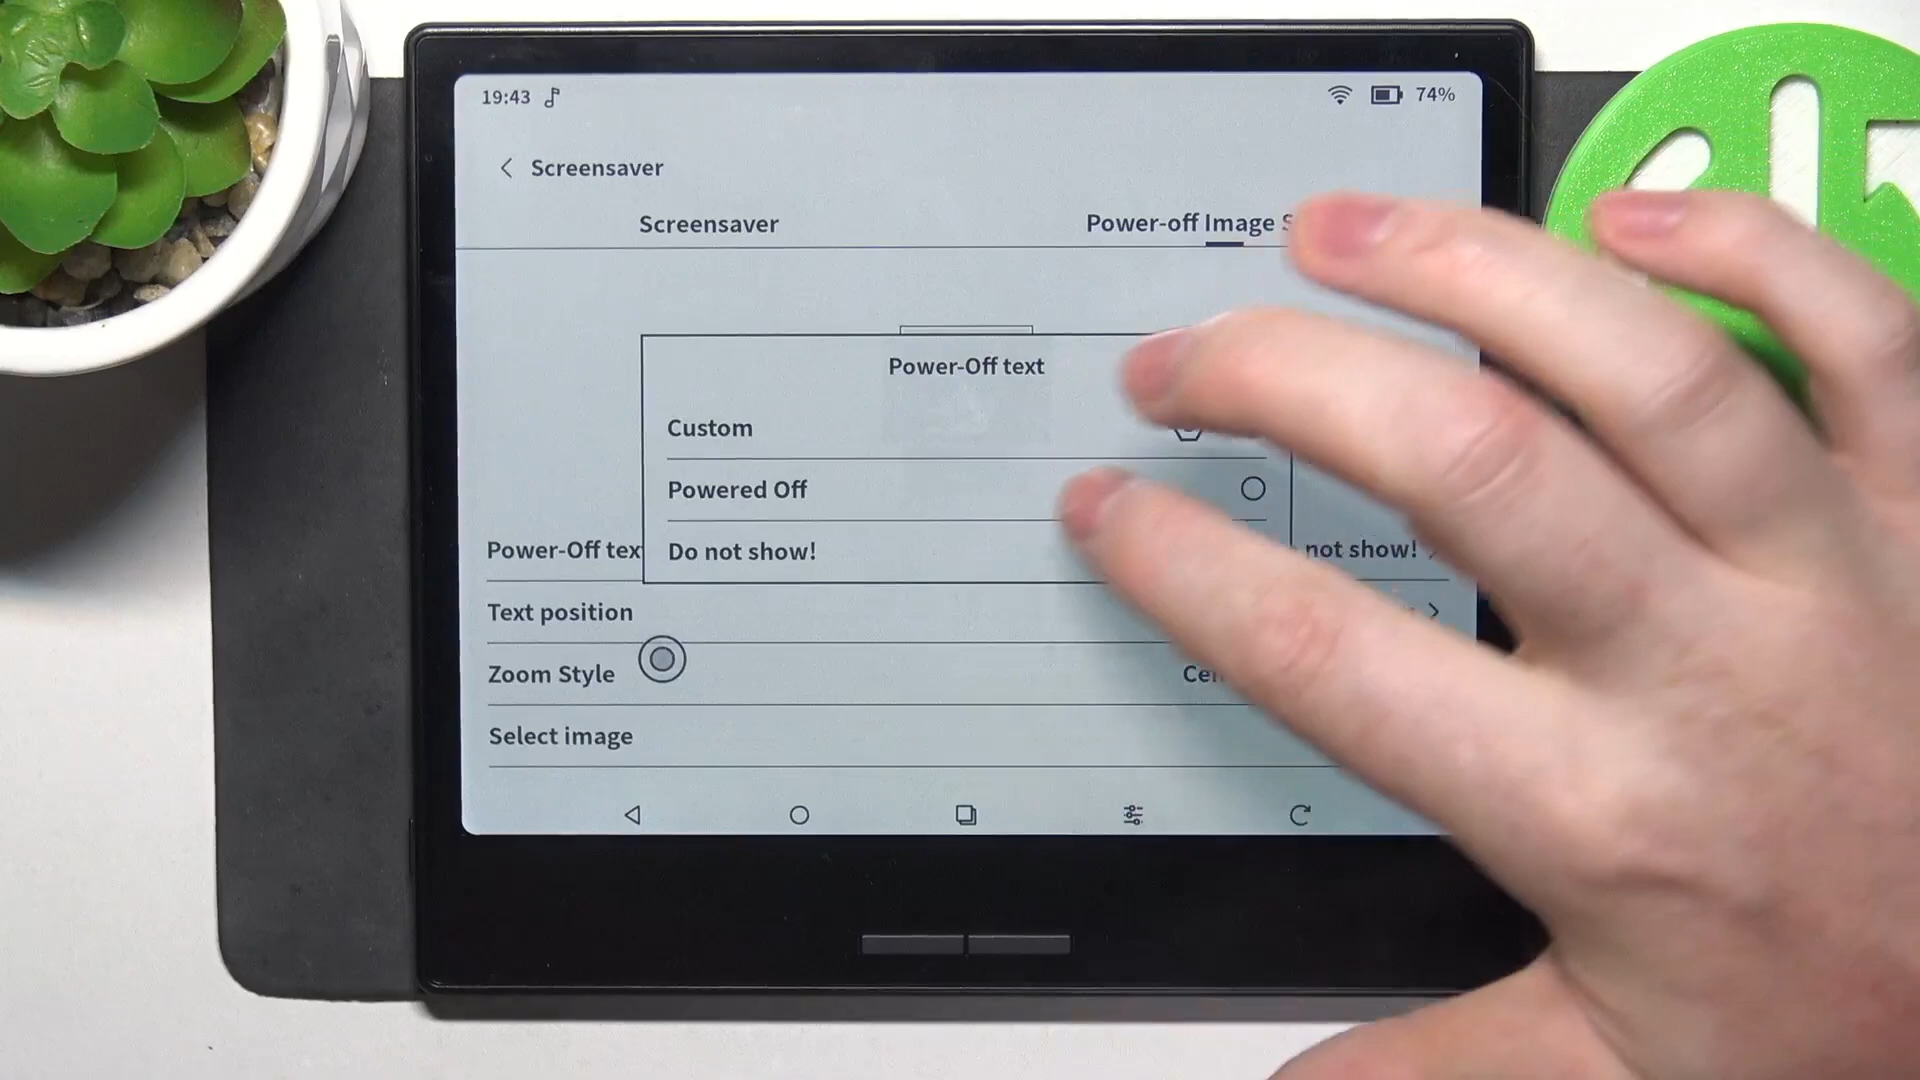 19:43
74%
Screensaver
Screensaver
Power-off Image
Power-Off text
Custom
Powered Off
Do not show!
Power-Off
not show!
Text position
Zoom Style
Select image